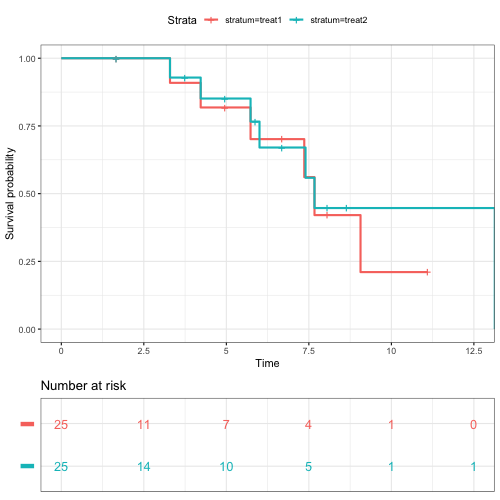 Strata stratum=treat1 stratum=treat2
1.00
0.75
0.50
0.25
0.00
Survival probability
0 2.5 5 7.5 10 12.5
Time
Number at risk
25 11 7 4 1 0
25 14 10 5 1 1